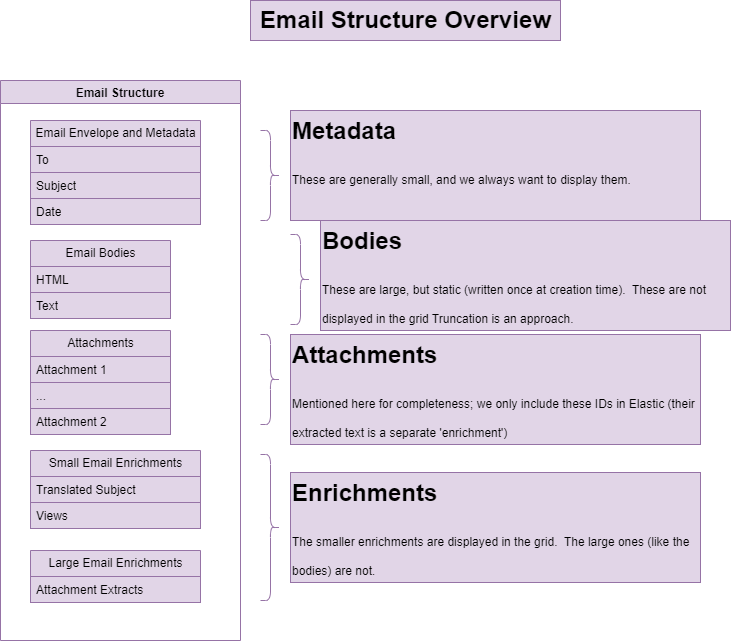 Email Structure Overview
Email Structure
Email Envelope and Metadata
To
Subject
Date
Metadata
These are generally small, and we always want to display them.
Email Bodies
HTML
Text
Bodies
These are large, but static (written once at creation time).  These are not
displayed in the grid Truncation is an approach.
Attachments
Attachment 1
...
Attachment 2
Attachments
Mentioned here for completeness; we only include these IDs in Elastic (their
extracted text is a separate 'enrichment')
Small Email Enrichments
Translated Subject
Views
Large Email Enrichments
Attachment Extracts
Enrichments
The smaller enrichments are displayed in the grid.  The large ones (like the
bodies) are not.